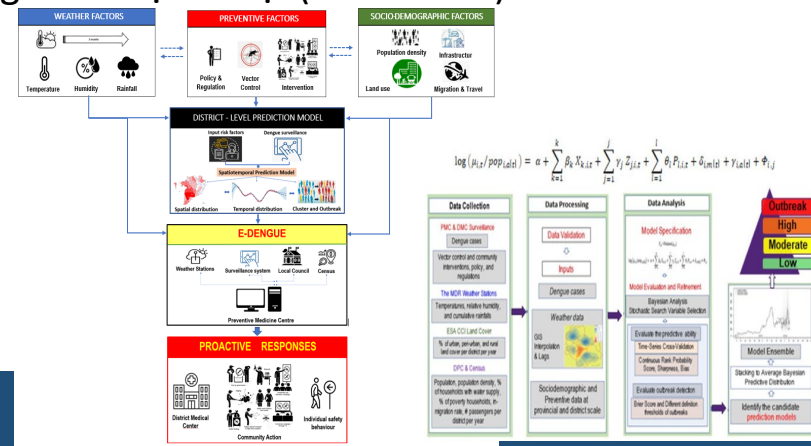 WEATHER FACTORS
Temperature
Humidity
Rainfall
PREVENTIVE FACTORS
Policy &
Regulation
Vector
Control
Intervention
SOCIO-DEMOGRAPHIC FACTORS
Population density
Infrastructur
Land use
Migration & Travel
DISTRICT - LEVEL PREDICTION MODEL
Input risk factors
Dengue surveillance
Spatiotemporal Prediction Model
Spatial distribution
Temporal distribution
Cluster and Outbreak
E-DENGUE
Weather Stations
Surveillance system
Local Council
Census
Preventive Medicine Centre
PROACTIVE RESPONSES
District Medical
Center
Community Action
Individual safety
behaviour
Data Collection
PMC & DMC Surveillance
Dengue cases
Vector control and community
interventions, policy, and
regulations
The MDR Weather Stations
Temperatures, relative humidity,
and cumulative rainfalls
ESA CCI Land Cover
% of urban, peri-urban, and rural
land cover per district per year
DPC & Census
Population, population density, %
of households with water supply,
% of poverty households, in-
migration rate, # passengers per
district per year
Data Processing
Data Validation
Inputs
Dengue cases
Weather data
GIS
Interpolation
& Lags
Sociodemographic and
Preventive data at
provincial and district scale
Data Analysis
Model Specification
Model Evaluation and Refinement
Bayesian Analysis
Stochastic Search Variable Selection
Evaluate the predictive ability
Time-Series Cross-Validation
Continuous Rank Probability
Score, Sharpness, Bias
Evaluate outbreak detection
Brier Score and Different definition
thresholds of outbreaks
Outbreak
High
Moderate
Low
Model Ensemble
Stacking to Average Bayesian
Predictive Distribution
Identify the candidate
prediction models